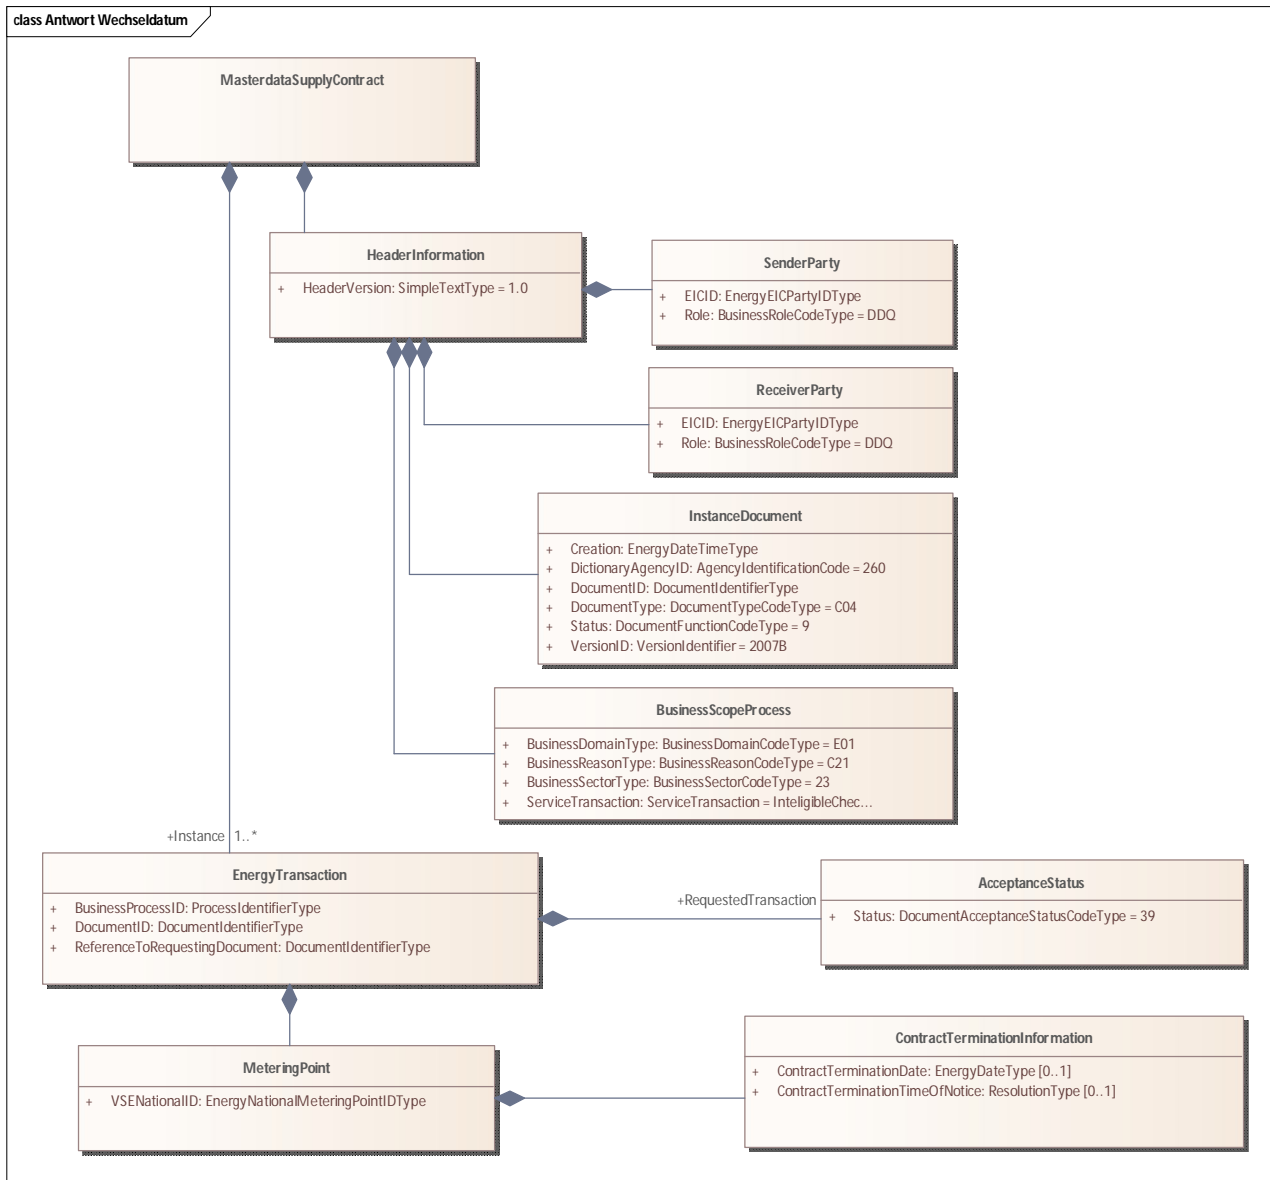 class Antwort Wechseldatum
MasterdataSupplyContract
HeaderInformation
+ HeaderVersion: SimpleTextType = 1.0
SenderParty
+ EICID: EnergyEICPartyIDType
+ Role: BusinessRoleCodeType = DDQ
ReceiverParty
+ EICID: EnergyEICPartyIDType
+ Role: BusinessRoleCodeType = DDQ
InstanceDocument
+ Creation: EnergyDateTimeType
+ DictionaryAgencyID: AgencyIdentificationCode = 260
+ DocumentID: DocumentIdentifierType
+ DocumentType: DocumentTypeCodeType = C04
+ Status: DocumentFunctionCodeType = 9
+ VersionID: VersionIdentifier = 2007B
BusinessScopeProcess
+ BusinessDomainType: BusinessDomainCodeType = E01
+ BusinessReasonType: BusinessReasonCodeType = C21
+ BusinessSectorType: BusinessSectorCodeType = 23
+ ServiceTransaction: ServiceTransaction = InteligibleChec...
+Instance 1..*
EnergyTransaction
+ BusinessProcessID: ProcessIdentifierType
+ DocumentID: DocumentIdentifierType
+ ReferenceToRequestingDocument: DocumentIdentifierType
+RequestedTransaction
AcceptanceStatus
+ Status: DocumentAcceptanceStatusCodeType = 39
MeteringPoint
+ VSENationalID: EnergyNationalMeteringPointIDType
ContractTerminationInformation
+ ContractTerminationDate: EnergyDateType [0..1]
+ ContractTerminationTimeOfNotice: ResolutionType [0..1]